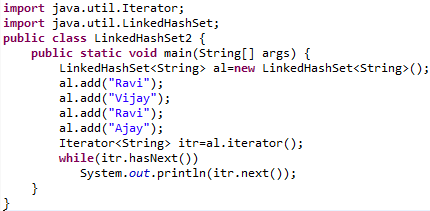 import java.util.Iterator;
import java.util.LinkedHashSet;
public class LinkedHashSet2 {
    public static void main(String[] args) {
        LinkedHashSet<String> al=new LinkedHashSet<String>();
        al.add("Ravi");
        al.add("Vijay");
        al.add("Ravi");
        al.add("Ajay");
        Iterator<String> itr=al.iterator();
        while(itr.hasNext())
           System.out.println(itr.next());
    }
}